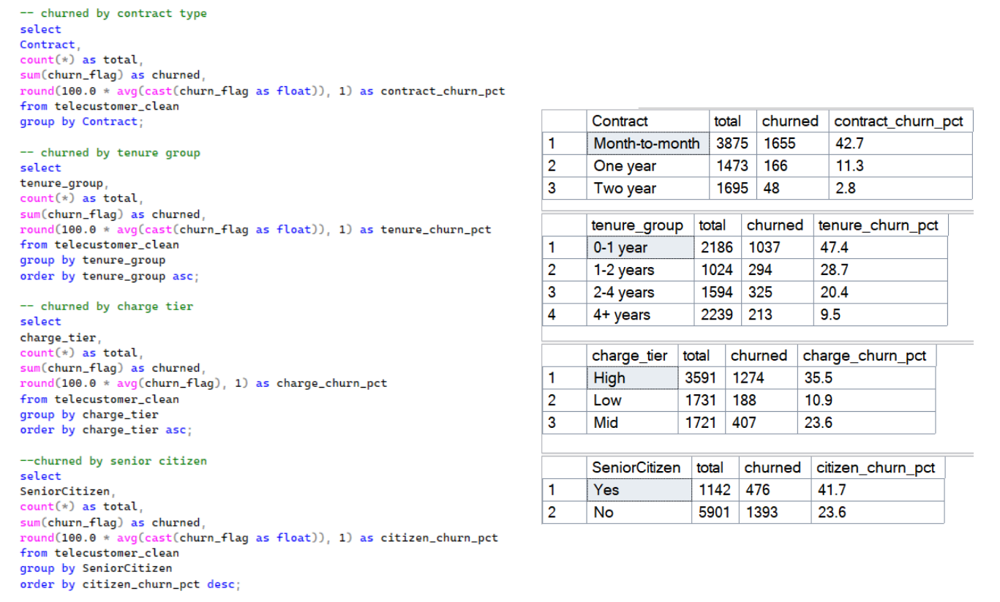 -- churned by contract type
select
Contract,
count(*) as total,
sum(churn_flag) as churned,
round(100.0 * avg(cast(churn_flag as float)), 1) as contract_churn_pct
from telecustomer_clean
group by Contract;
-- churned by tenure group
select
tenure_group,
count(*) as total,
sum(churn_flag) as churned,
round(100.0 * avg(cast(churn_flag as float)), 1) as tenure_churn_pct
from telecustomer_clean
group by tenure_group
order by tenure_group asc;
-- churned by charge tier
select
charge_tier,
count(*) as total,
sum(churn_flag) as churned,
round(100.0 * avg(churn_flag), 1) as charge_churn_pct
from telecustomer_clean
group by charge_tier
order by charge_tier asc;
--churned by senior citizen
select
SeniorCitizen,
count(*) as total,
sum(churn_flag) as churned,
round(100.0 * avg(cast(churn_flag as float)), 1) as citizen_churn_pct
from telecustomer_clean
group by SeniorCitizen
order by citizen_churn_pct desc;
Contract total churned contract_churn_pct
1 Month-to-month 3875 1655 42.7
2 One year 1473 166 11.3
3 Two year 1695 48 2.8
tenure_group total churned tenure_churn_pct
1 0-1 year 2186 1037 47.4
2 1-2 years 1024 294 28.7
3 2-4 years 1594 325 20.4
4 4+ years 2239 213 9.5
charge_tier total churned charge_churn_pct
1 High 3591 1274 35.5
2 Low 1731 188 10.9
3 Mid 1721 407 23.6
SeniorCitizen total churned citizen_churn_pct
1 Yes 1142 476 41.7
2 No 5901 1393 23.6